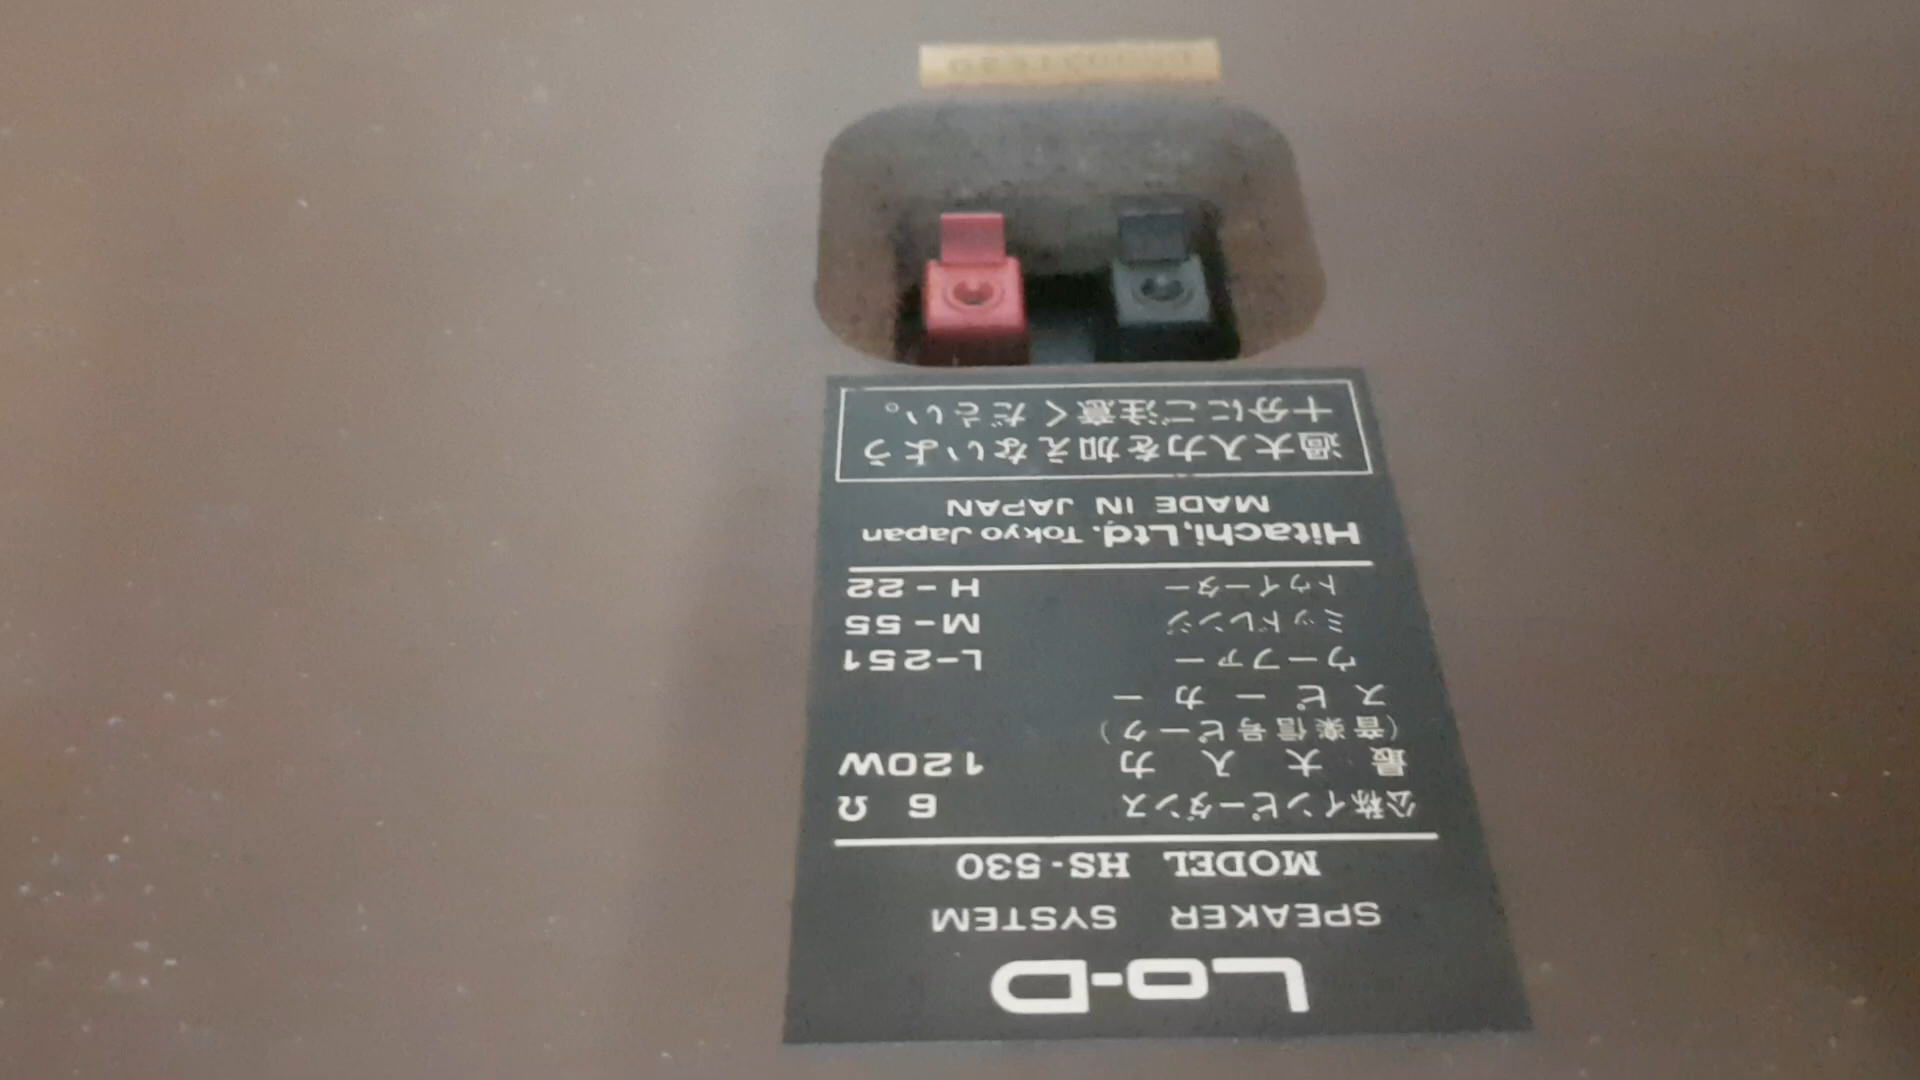 Lo-D
SPEAKER SYSTEM
MODEL HS-530
公称インピーダンス 6 Ω
最大入力 120W
(音楽信号ピーク)
スピーカー
ウーファー L-251
ミッドレンジ M-55
トゥイーター H-22
Hitachi,Ltd. Tokyo Japan
MADE IN JAPAN
過大入力を加えないよう
十分にご注意ください。